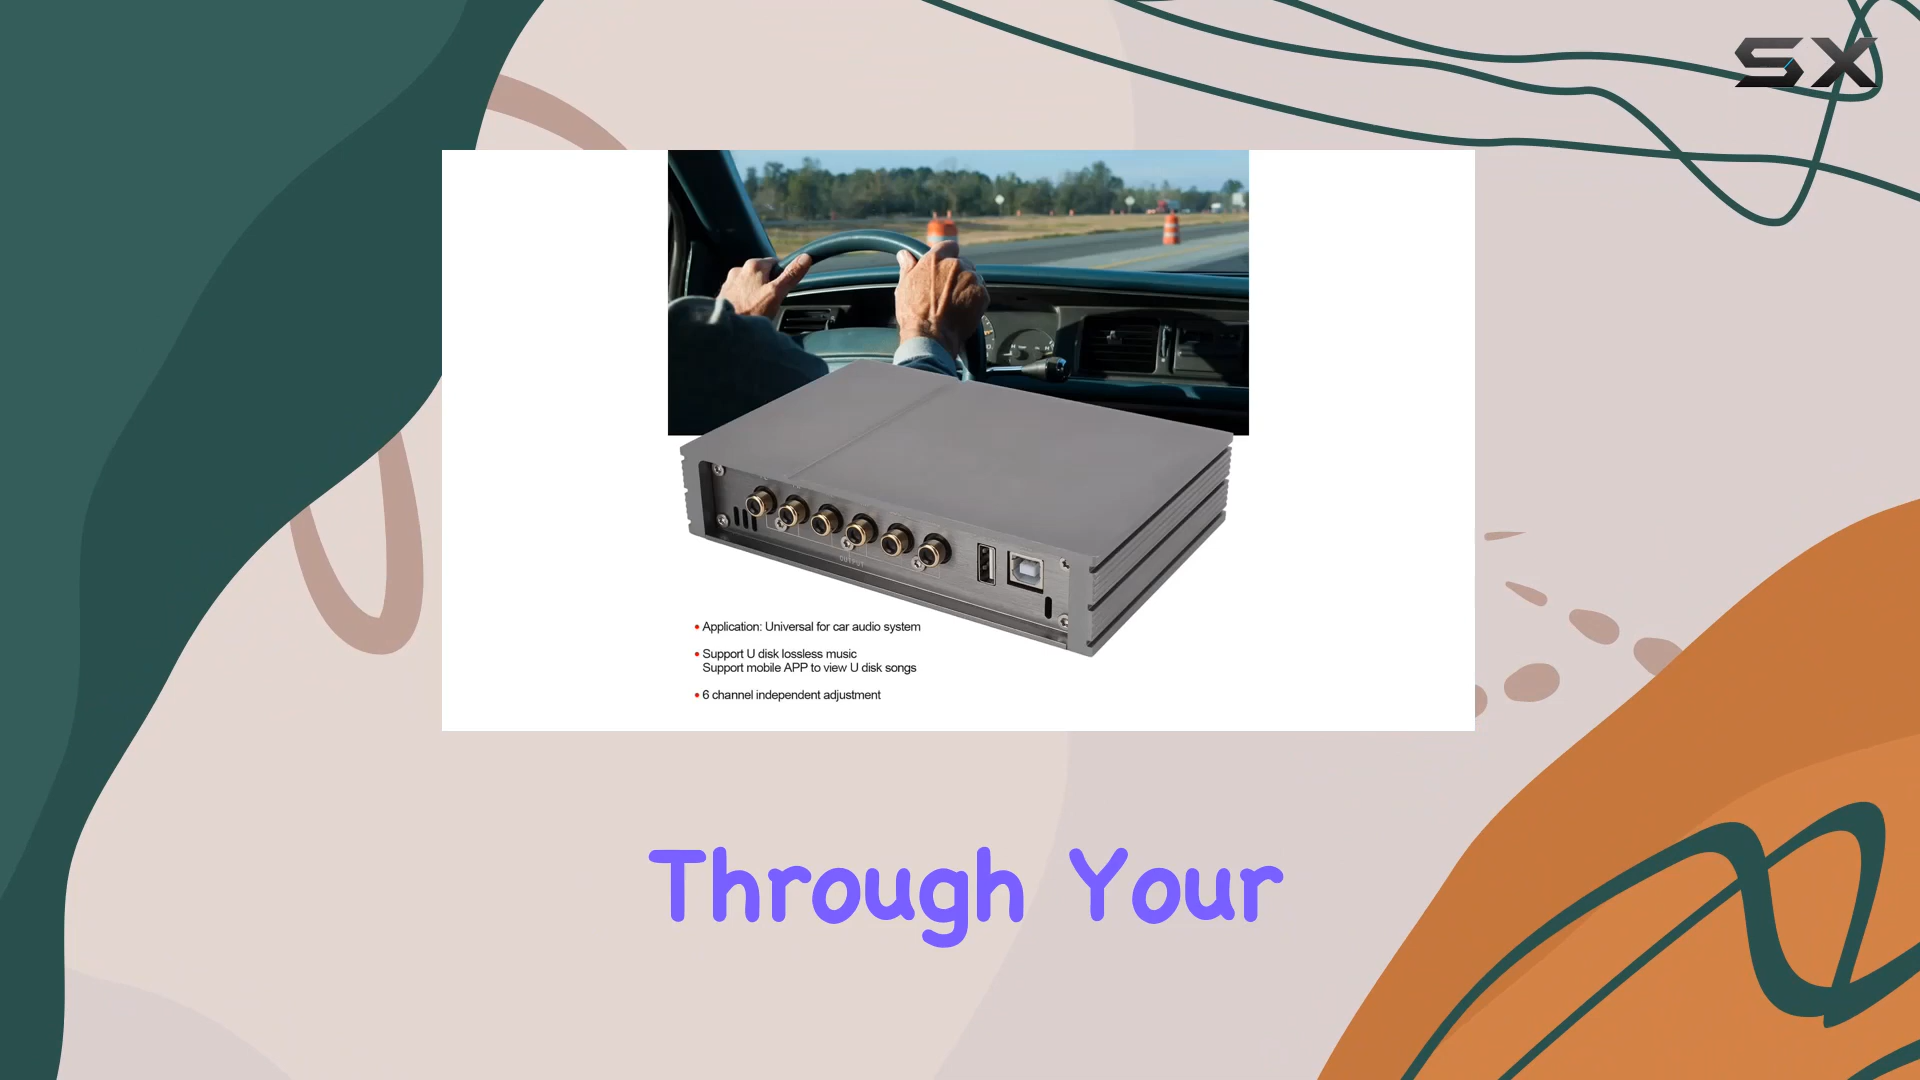 SX
OUTPUT
• Application: Universal for car audio system
• Support U disk lossless music
Support mobile APP to view U disk songs
• 6 channel independent adjustment
Through Your